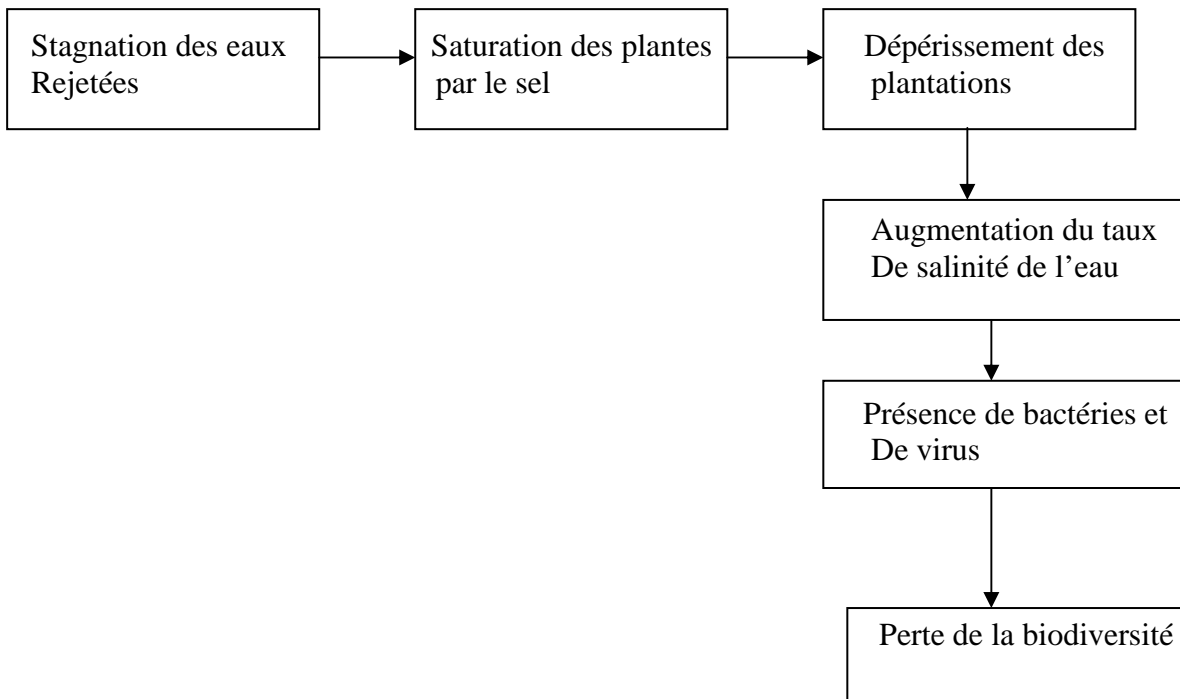 Stagnation des eaux
Rejetées
Saturation des plantes
par le sel
Dépérissement des
plantations
Augmentation du taux
De salinité de l’eau
Présence de bactéries et
De virus
Perte de la biodiversité